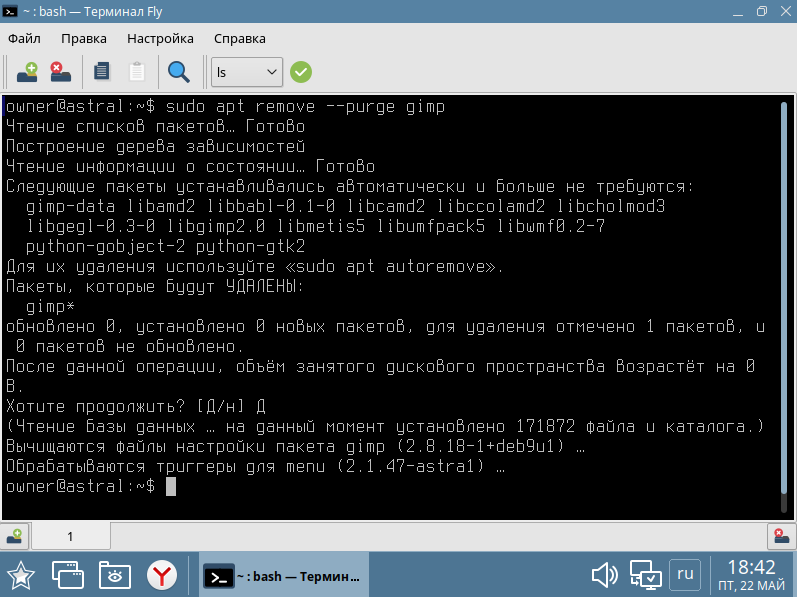 ~ : bash — Терминал Fly
Файл Правка Настройка Справка
ls
owner@astral:~$ sudo apt remove --purge gimp
Чтение списков пакетов… Готово
Построение дерева зависимостей
Чтение информации о состоянии… Готово
Следующие пакеты устанавливались автоматически и больше не требуются:
gimp-data libamd2 libbabl-0.1-0 libcamd2 libccolamd2 libcholmod3
libgegl-0.3-0 libgimp2.0 libmetis5 libumfpack5 libwmf0.2-7
python-gobject-2 python-gtk2
Для их удаления используйте «sudo apt autoremove».
Пакеты, которые будут УДАЛЕНЫ:
gimp*
обновлено 0, установлено 0 новых пакетов, для удаления отмечено 1 пакетов, и
0 пакетов не обновлено.
После данной операции, объём занятого дискового пространства возрастёт на 0
B.
Хотите продолжить? [Д/н] Д
(Чтение базы данных … на данный момент установлено 171872 файла и каталога.)
Вычищаются файлы настройки пакета gimp (2.8.18-1+deb9u1) …
Обрабатываются триггеры для menu (2.1.47-astra1) …
owner@astral:~$
1
~ : bash — Термин...
ru
18:42
ПТ, 22 МАЙ